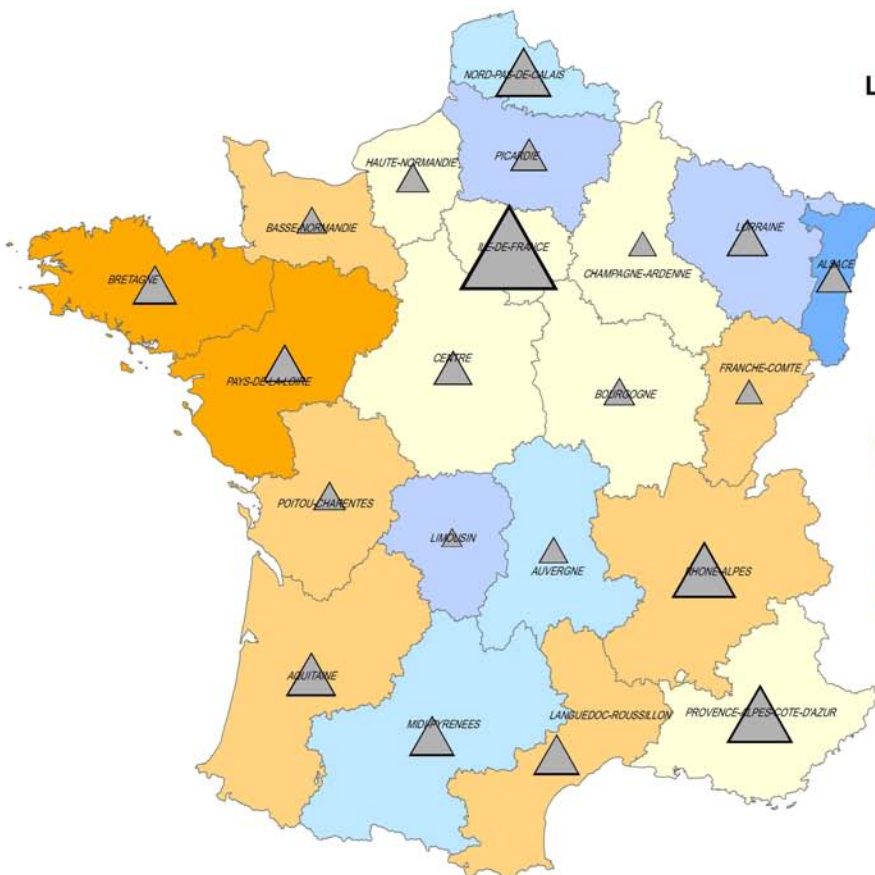 NORD-PAS-DE-CALAIS
L
PICARDIE
HAUTE-NORMANDIE
BASSE-NORMANDIE
ILE-DE-FRANCE
LORRAINE
CHAMPAGNE-ARDENNE
ALSACE
BRETAGNE
CENTRE
FRANCHE-COMTE
PAYS-DE-LA-LOIRE
BOURGOGNE
POITOU-CHARENTES
LIMOUSIN
AUVERGNE
RHONE-ALPES
AQUITAINE
LANGUEDOC-ROUSSILLON
PROVENCE-ALPES-COTE-D'AZUR
MIDI-PYRENEES